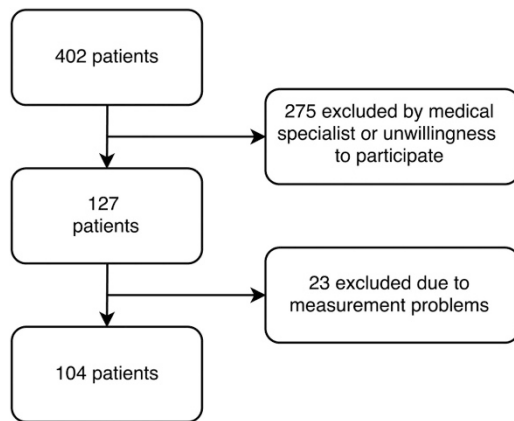 402 patients
275 excluded by medical
specialist or unwillingness
to participate
127
patients
23 excluded due to
measurement problems
104 patients